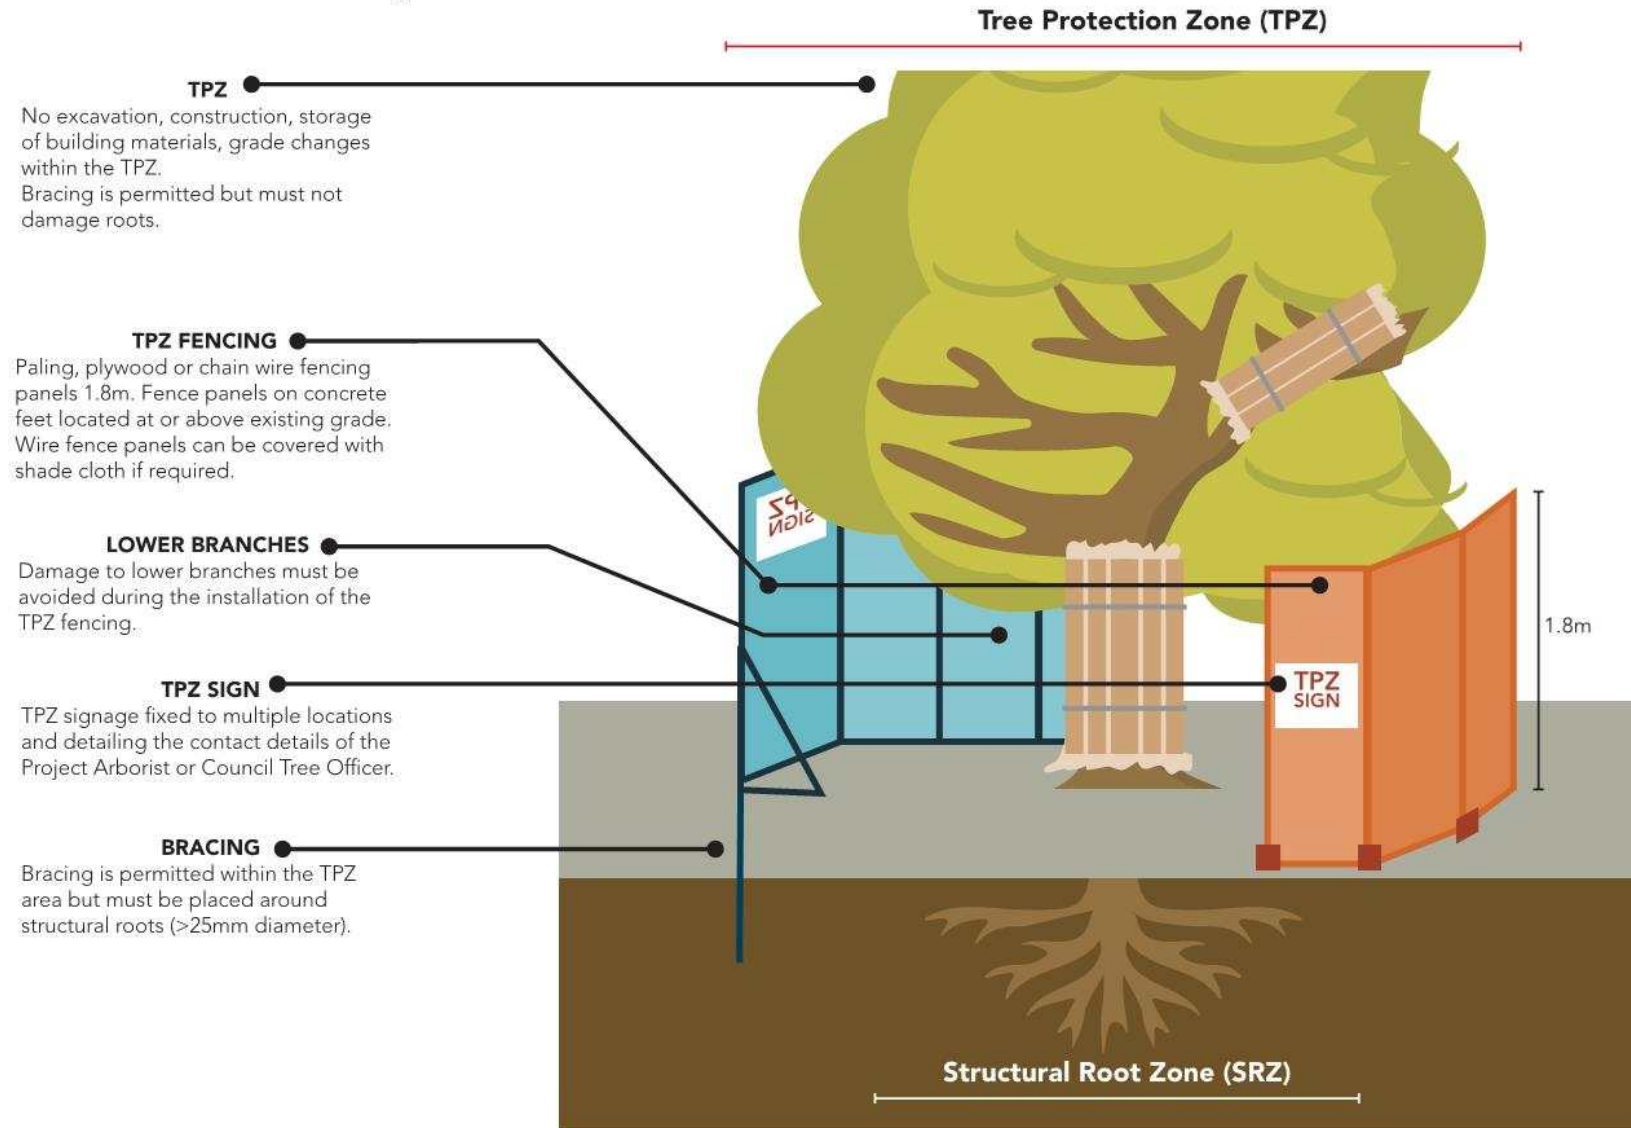 Tree Protection Zone (TPZ)
TPZ
No excavation, construction, storage
of building materials, grade changes
within the TPZ.
Bracing is permitted but must not
damage roots.
TPZ FENCING
Paling, plywood or chain wire fencing
panels 1.8m. Fence panels on concrete
feet located at or above existing grade.
Wire fence panels can be covered with
shade cloth if required.
TPZ
SIGN
LOWER BRANCHES
Damage to lower branches must be
avoided during the installation of the
TPZ fencing.
1.8m
TPZ SIGN
TPZ signage fixed to multiple locations
and detailing the contact details of the
Project Arborist or Council Tree Officer.
TPZ
SIGN
BRACING
Bracing is permitted within the TPZ
area but must be placed around
structural roots (>25mm diameter).
Structural Root Zone (SRZ)